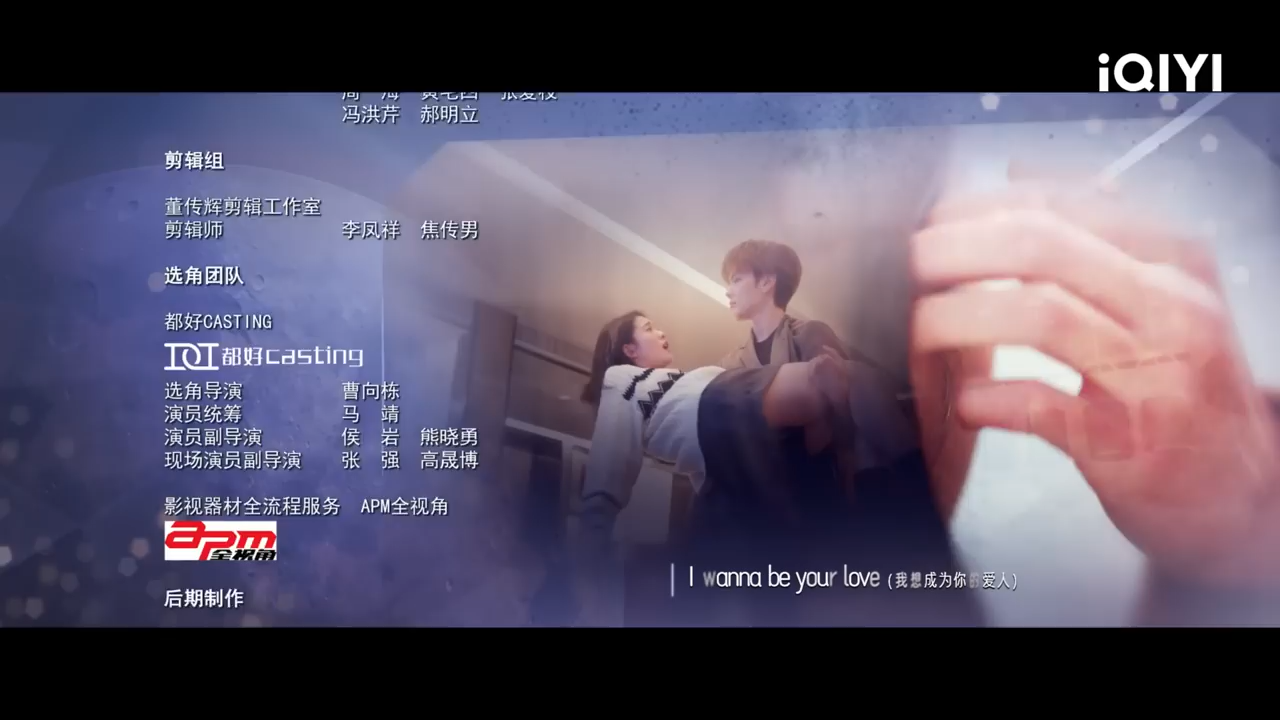 iQIYI
冯洪芹 郝明立
剪辑组
董传辉剪辑工作室
剪辑师 李凤祥 焦传男
选角团队
都好CASTING
都好casting
选角导演 曹向栋
演员统筹 马 靖
演员副导演 侯 岩 熊晓勇
现场演员副导演 张 强 高晟博
影视器材全流程服务 APM全视角
apm
全视角
I wanna be your love (我想成为你的爱人)
后期制作